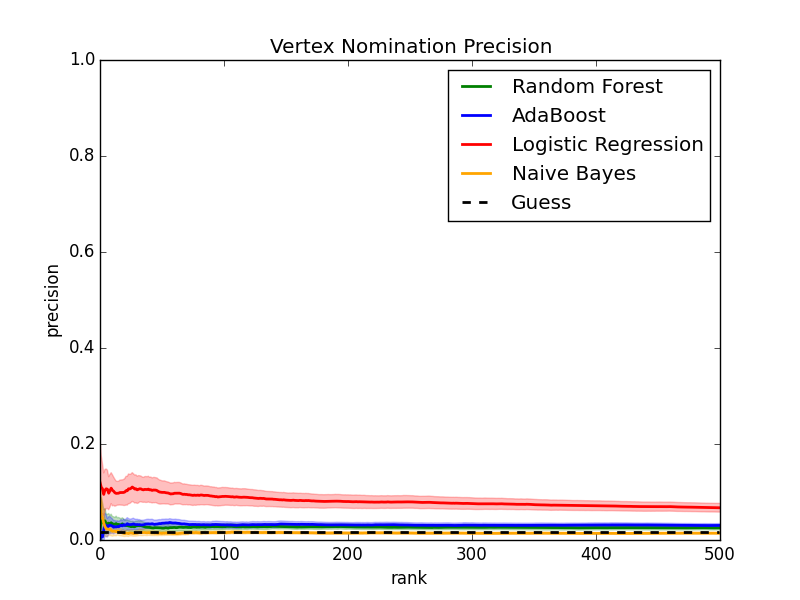 Vertex Nomination Precision
1.0
0.8
0.6
0.4
0.2
0.0
precision
Random Forest
AdaBoost
Logistic Regression
Naive Bayes
Guess
0 100 200 300 400 500
rank